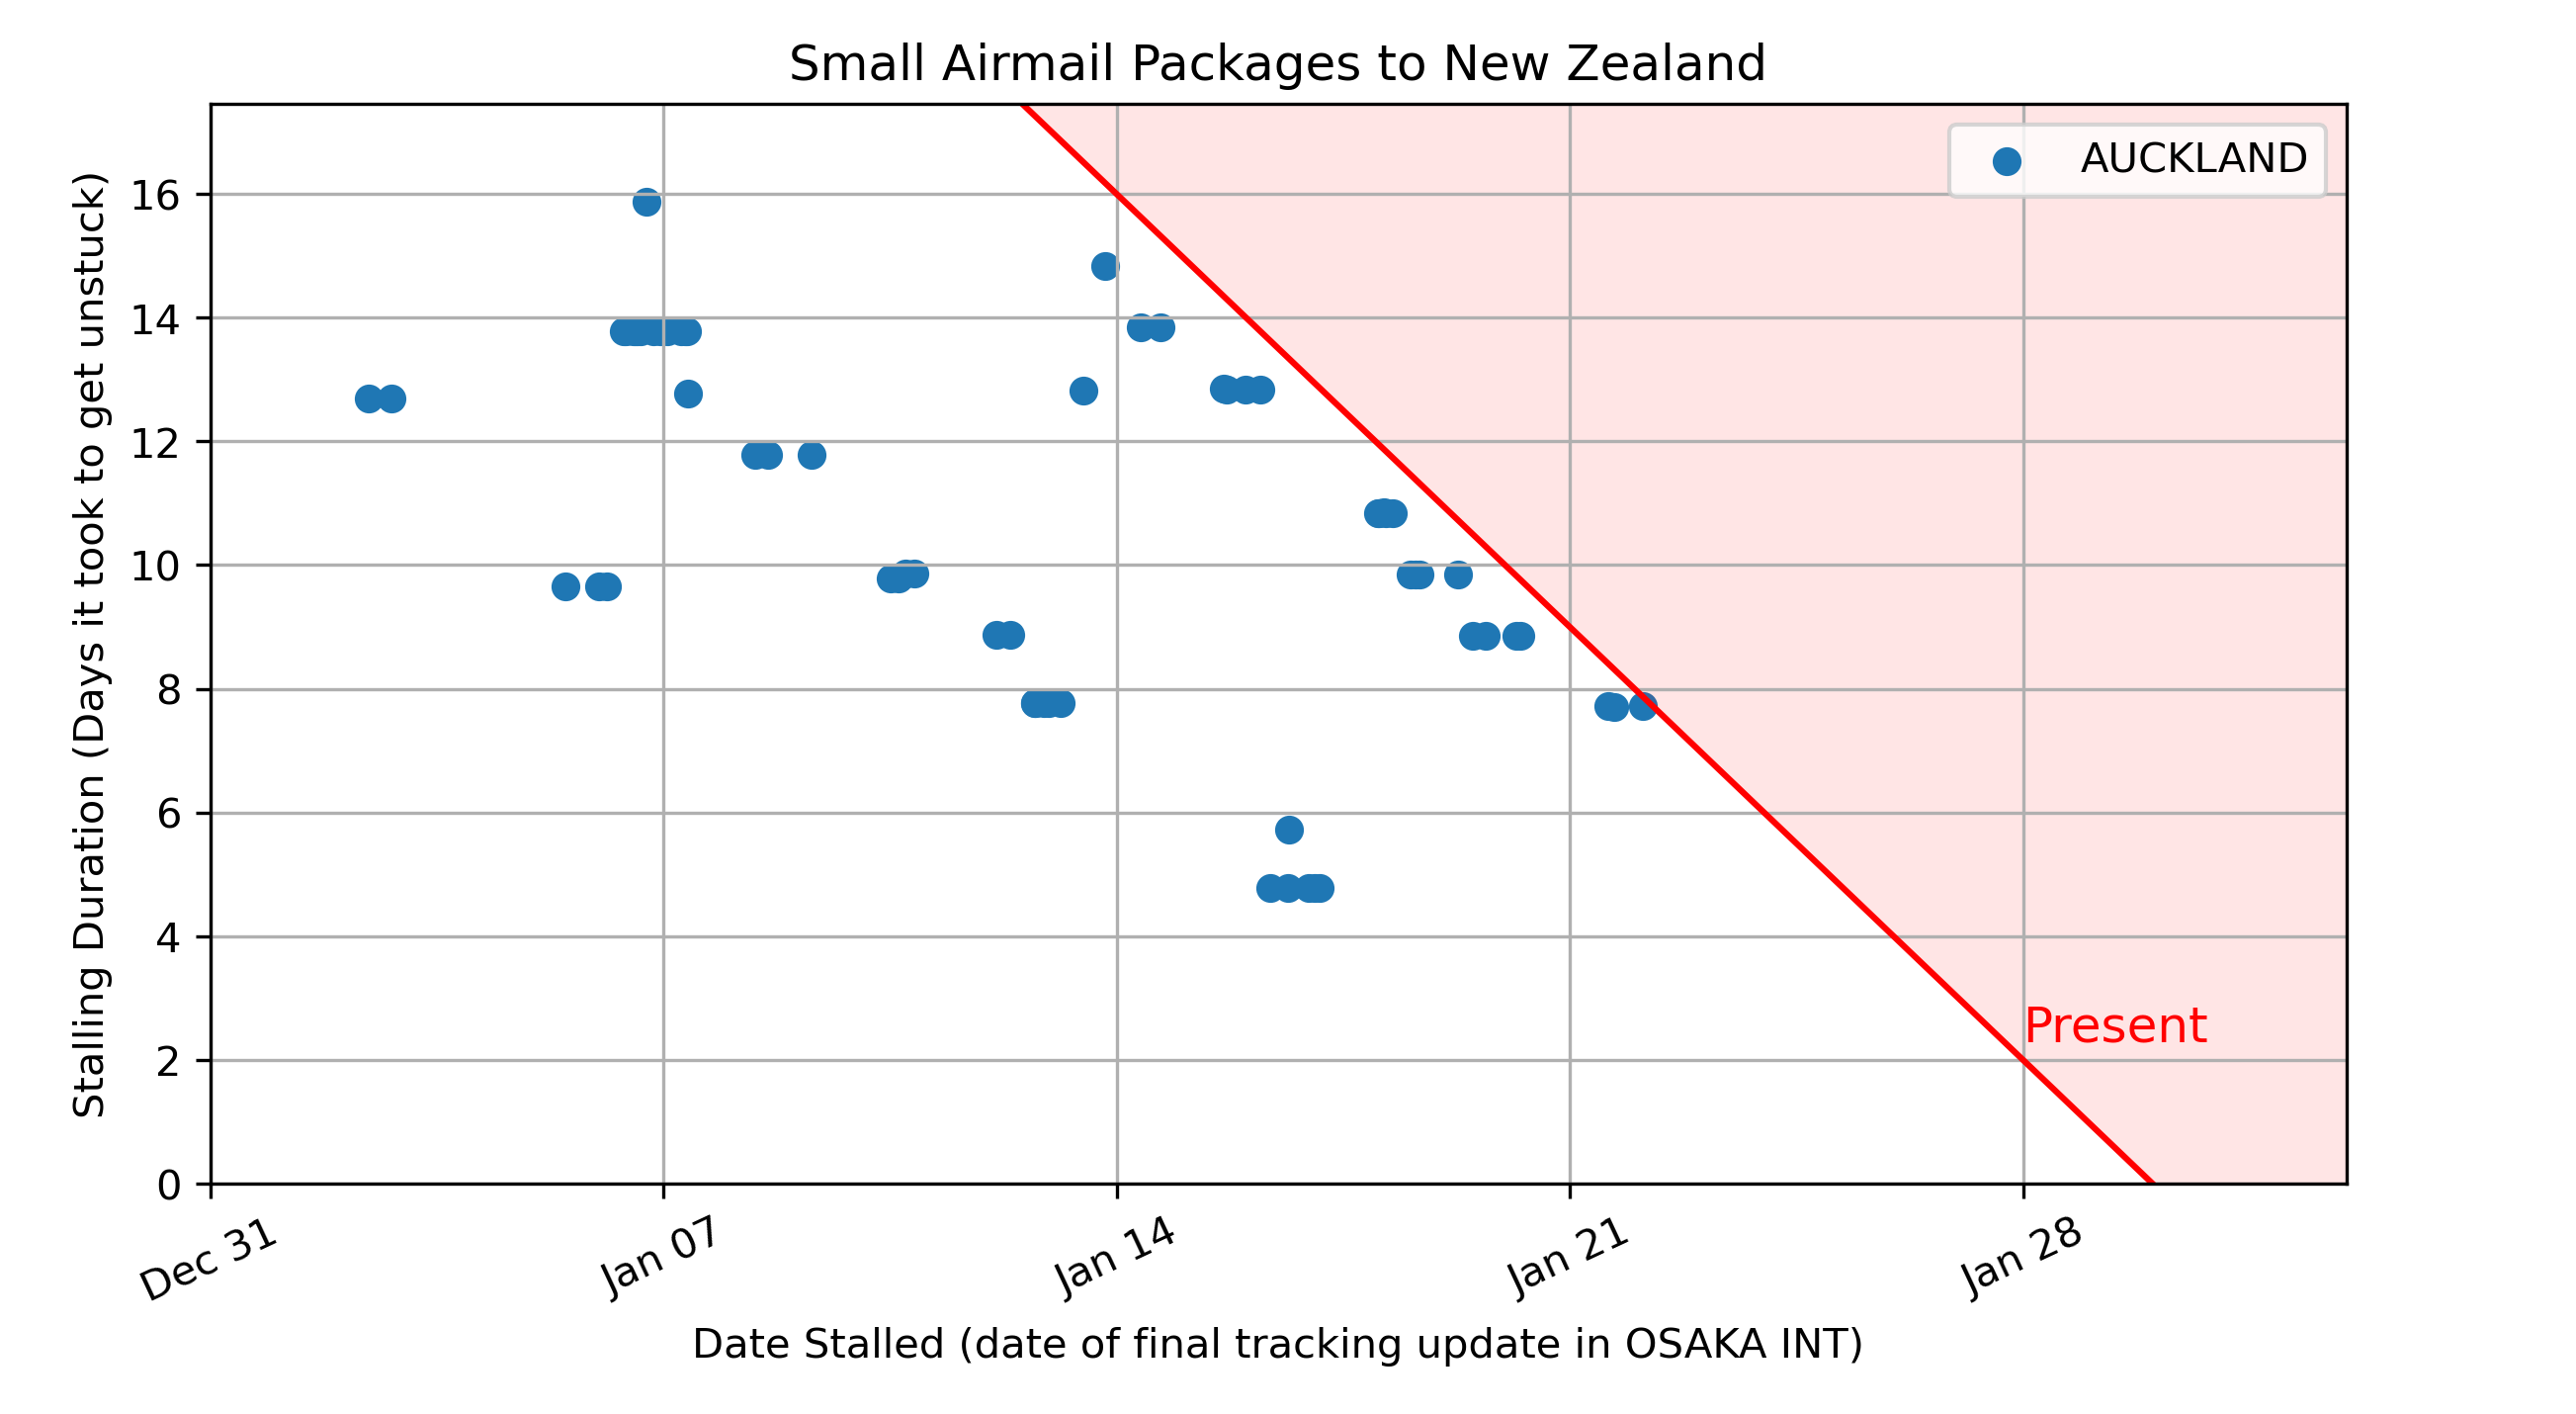 Small Airmail Packages to New Zealand
AUCKLAND
Stalling Duration (Days it took to get unstuck)
16
14
12
10
8
6
4
2
0
Present
Dec 31
Jan 07
Jan 14
Jan 21
Jan 28
Date Stalled (date of final tracking update in OSAKA INT)